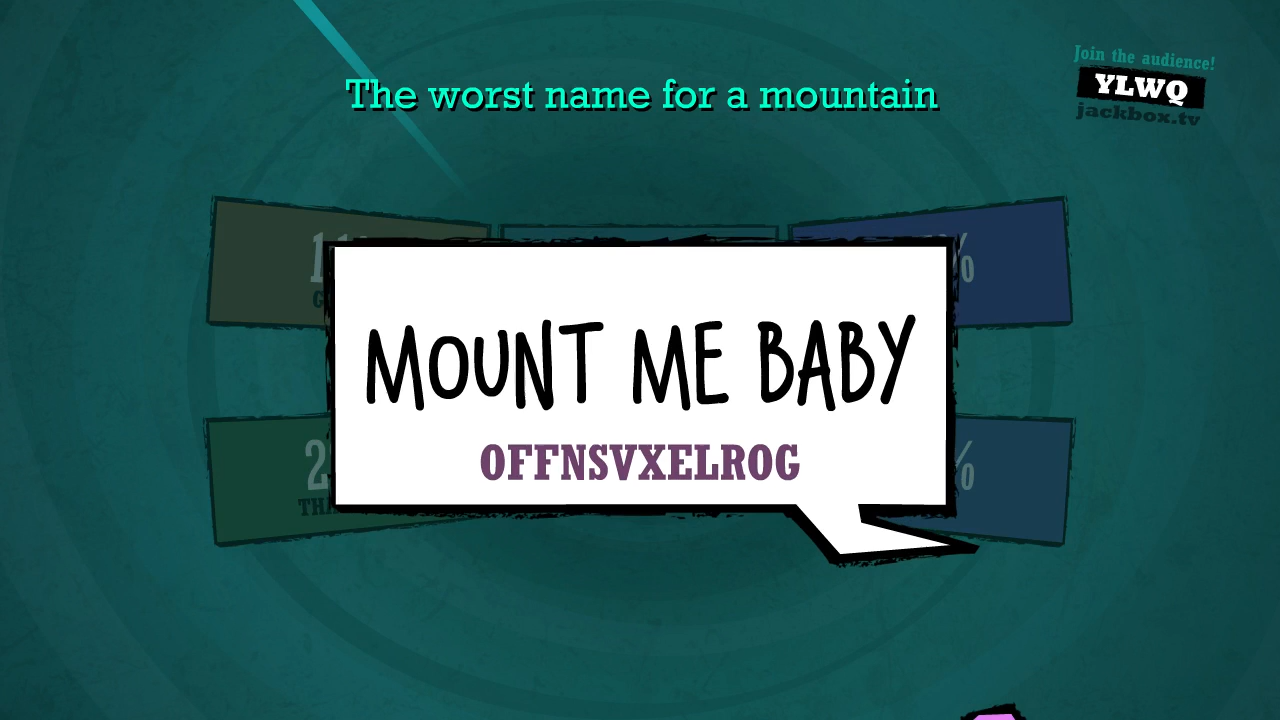 Join the audience!
The worst name for a mountain
YLWQ
jackbox.tv
MOUNT ME BABY
OFFNSVXELROG